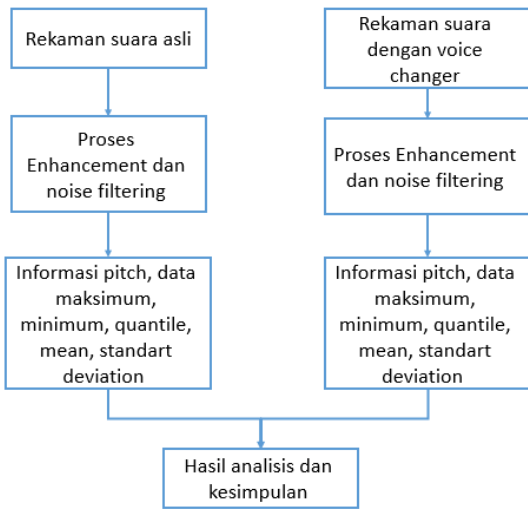 Rekaman suara asli
Proses
Enhancement dan
noise filtering
Informasi pitch, data
maksimum,
minimum, quantile,
mean, standart
deviation
Rekaman suara
dengan voice
changer
Proses Enhancement
dan noise filtering
Informasi pitch, data
maksimum,
minimum, quantile,
mean, standart
deviation
Hasil analisis dan
kesimpulan